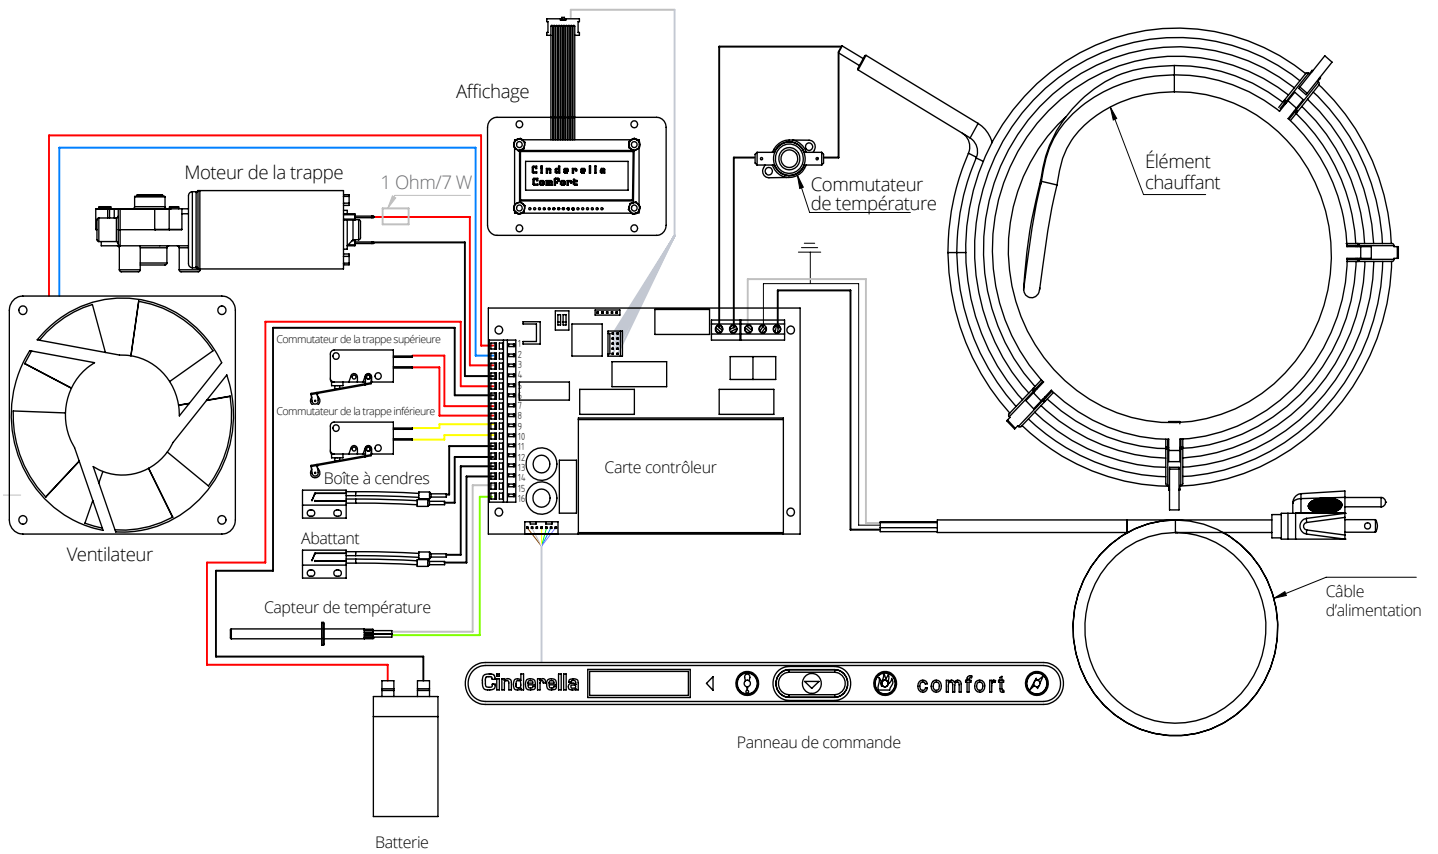 Affichage
Cinderella
Comfort
Moteur de la trappe
1 Ohm/7 W
Élément
chauffant
Commutateur
de température
Commutateur de la trappe supérieure
Commutateur de la trappe inférieure
1
2
3
4
5
6
7
8
9
10
11
12
13
14
15
16
Carte contrôleur
Boîte à cendres
Abattant
Ventilateur
Capteur de température
Câble
d'alimentation
Cinderella
comfort
Panneau de commande
Batterie